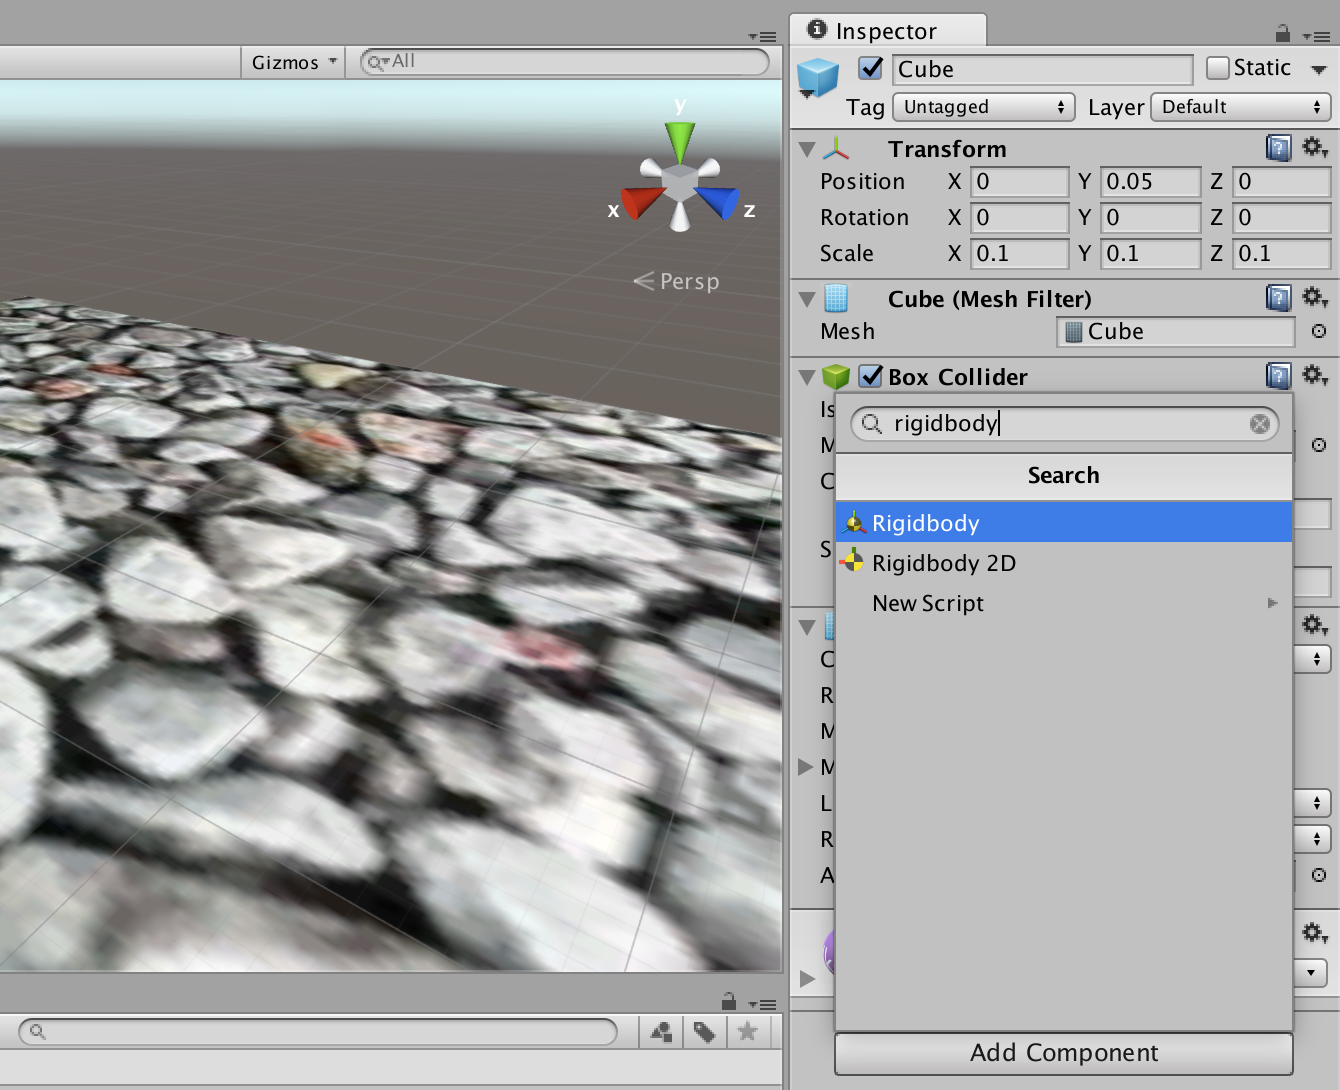 Inspector
Gizmos
All
Cube
Static
Tag Untagged Layer Default
y
x
z
Persp
Transform
Position X 0 Y 0.05 Z 0
Rotation X 0 Y 0 Z 0
Scale X 0.1 Y 0.1 Z 0.1
Cube (Mesh Filter)
Mesh Cube
Box Collider
Is
M
C
S
rigidbody
Search
Rigidbody
Rigidbody 2D
New Script
C
R
M
M
L
R
A
Add Component